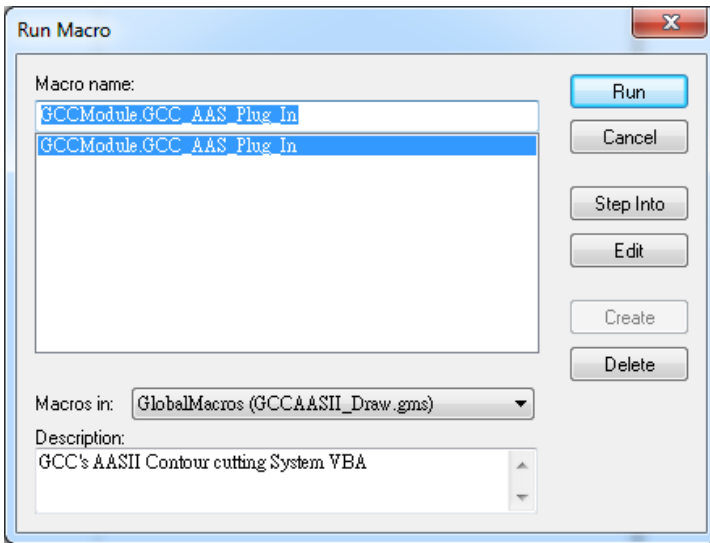 Run Macro
Macro name:
GCCModule.GCC_AAS_Plug_In
GCCModule.GCC_AAS_Plug_In
Run
Cancel
Step Into
Edit
Create
Delete
Macros in: GlobalMacros (GCCAASII_Draw.gms)
Description:
GCC's AASII Contour cutting System VBA